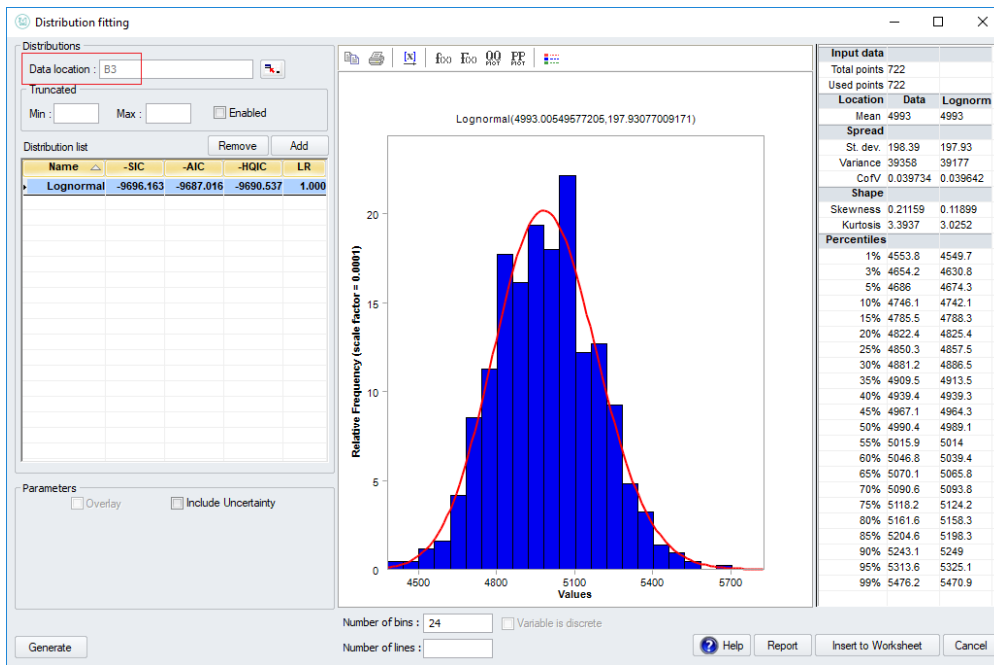 Distribution fitting
Distributions
Data location : B3
Truncated
Min :
Max :
Enabled
Distribution list
Remove
Add
Name -SIC -AIC -HQIC LR
Lognormal -9696.163 -9687.016 -9690.537 1.000
Parameters
Overlay
Include Uncertainty
Generate
[x] f(x) F(x) QQ PLOT PP PLOT
Lognormal(4993.00549577205,197.93077009171)
Relative Frequency (scale factor = 0.0001)
20
15
10
5
0
4500 4800 5100 5400 5700
Values
Number of bins : 24
Variable is discrete
Number of lines :
Input data
Total points 722
Used points 722
Location Data Lognorm
Mean 4993 4993
Spread
St. dev. 198.39 197.93
Variance 39358 39177
CofV 0.039734 0.039642
Shape
Skewness 0.21159 0.11899
Kurtosis 3.3937 3.0252
Percentiles
1% 4553.8 4549.7
3% 4654.2 4630.8
5% 4686 4674.3
10% 4746.1 4742.1
15% 4785.5 4788.3
20% 4822.4 4825.4
25% 4850.3 4857.5
30% 4881.2 4886.5
35% 4909.5 4913.5
40% 4939.4 4939.3
45% 4967.1 4964.3
50% 4990.4 4989.1
55% 5015.9 5014
60% 5046.8 5039.4
65% 5070.1 5065.8
70% 5090.6 5093.8
75% 5118.2 5124.2
80% 5161.6 5158.3
85% 5204.6 5198.3
90% 5243.1 5249
95% 5313.6 5325.1
99% 5476.2 5470.9
Help
Report
Insert to Worksheet
Cancel